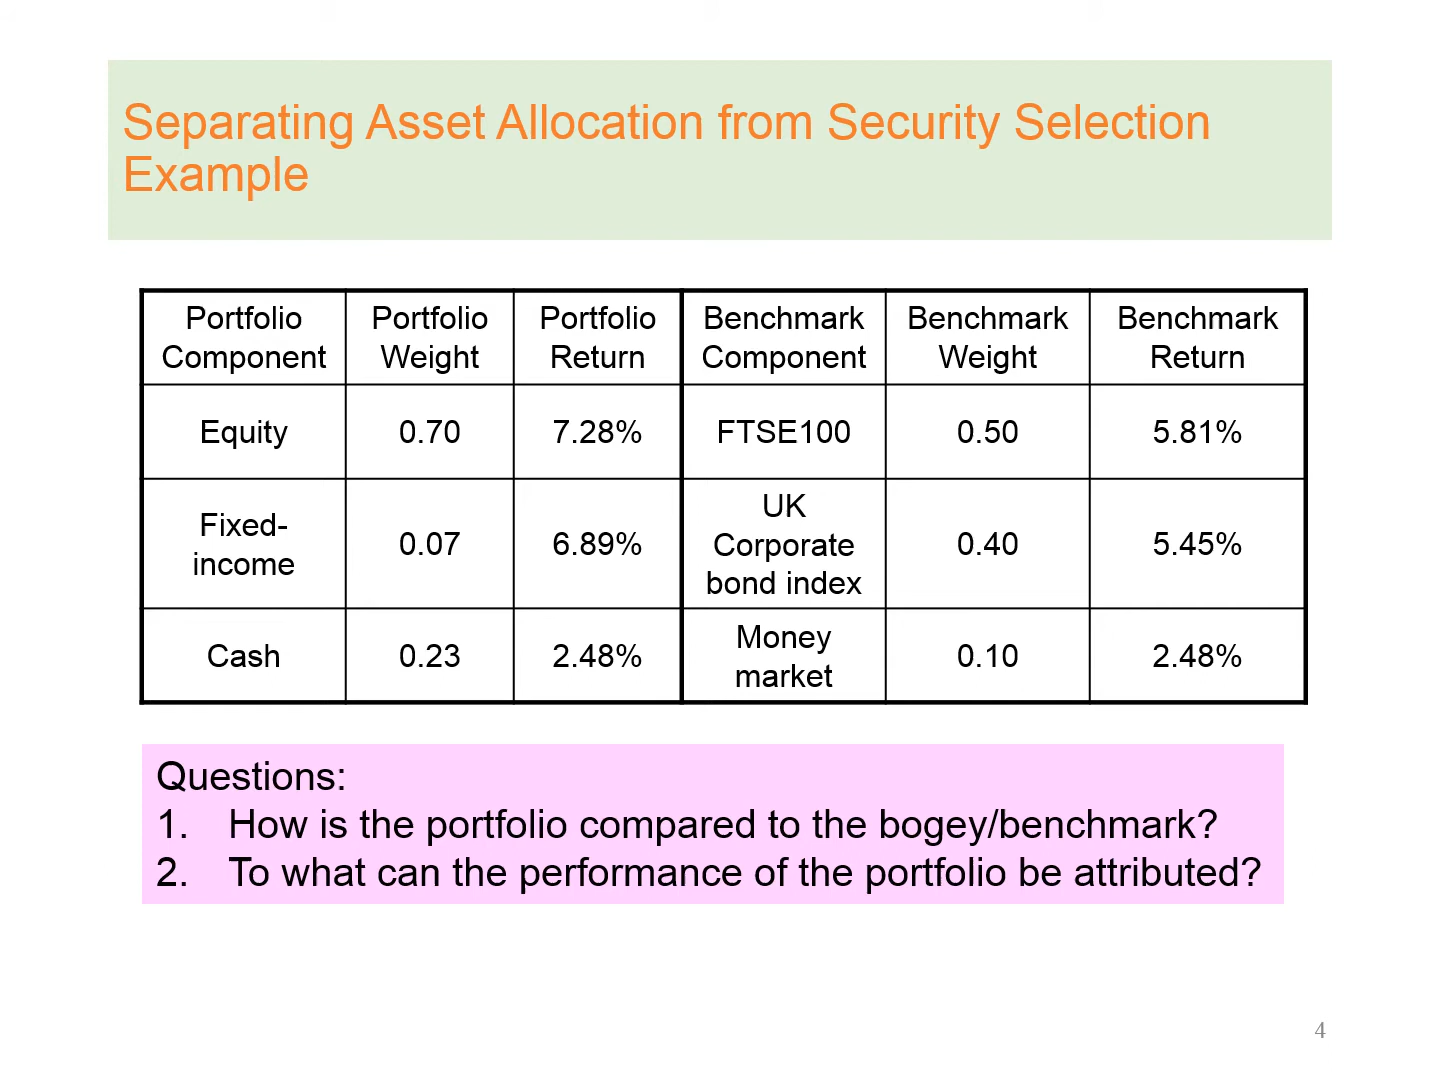 Separating Asset Allocation from Security Selection
Example
Portfolio Component
Portfolio Weight
Portfolio Return
Benchmark Component
Benchmark Weight
Benchmark Return
Equity
0.70
7.28%
FTSE100
0.50
5.81%
Fixed-
income
0.07
6.89%
UK
Corporate
bond index
0.40
5.45%
Cash
0.23
2.48%
Money
market
0.10
2.48%
Questions:
1. How is the portfolio compared to the bogey/benchmark?
2. To what can the performance of the portfolio be attributed?
4